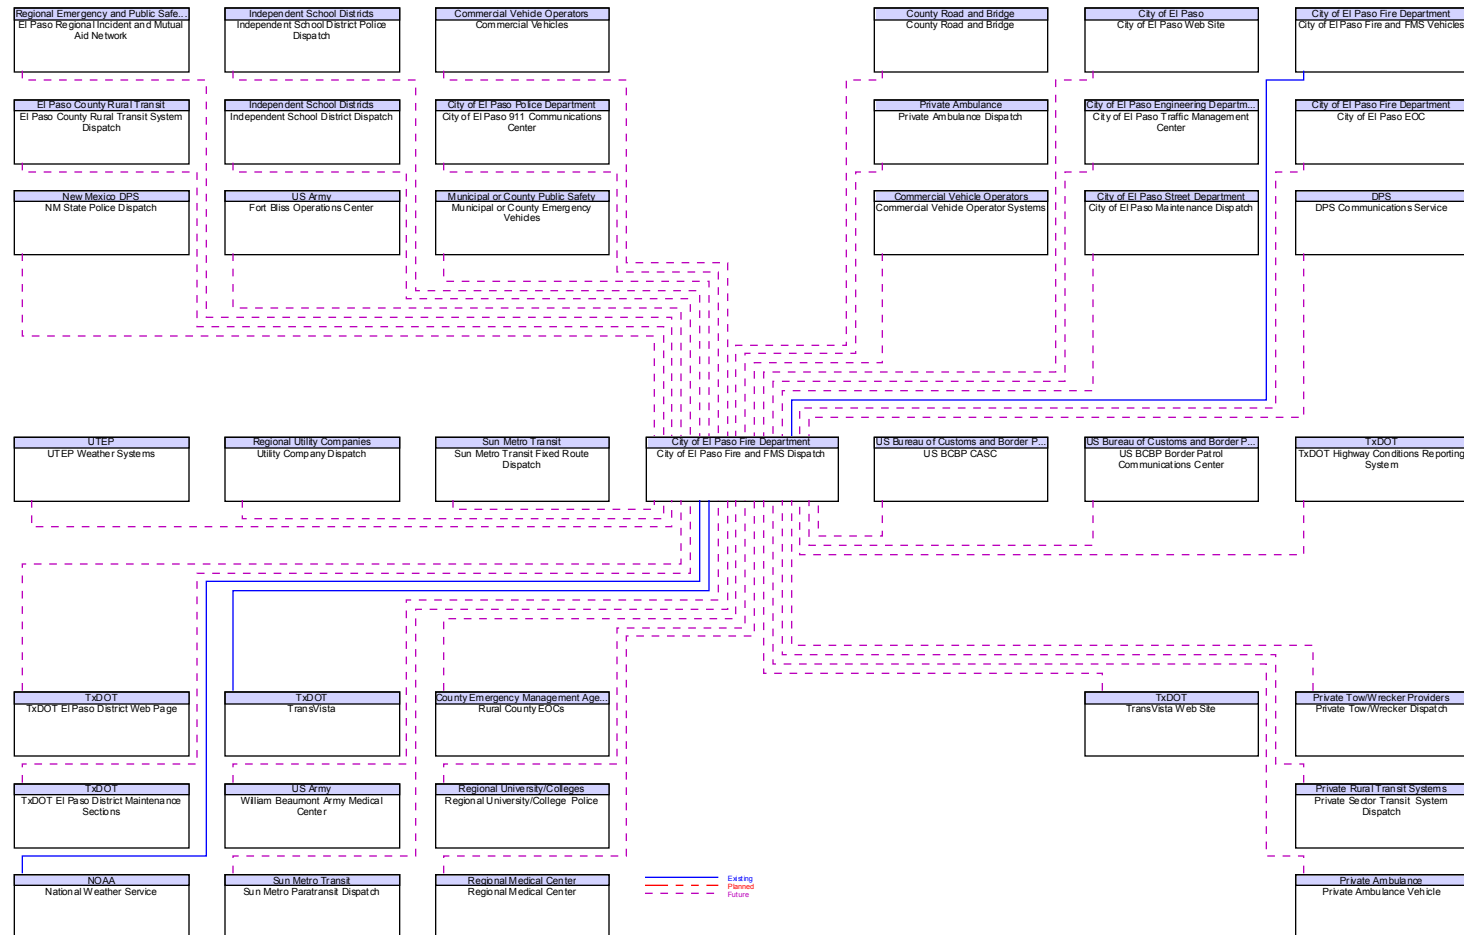 Regional Emergency and Public Safe...
El Paso Regional Incident and Mutual
Aid Network
Independent School Districts
Independent School District Police
Dispatch
Commercial Vehicle Operators
Commercial Vehicles
County Road and Bridge
County Road and Bridge
City of El Paso
City of El Paso Web Site
City of El Paso Fire Department
City of El Paso Fire and FMS Vehicles
El Paso County Rural Transit
El Paso County Rural Transit System
Dispatch
Independent School Districts
Independent School District Dispatch
City of El Paso Police Department
City of El Paso 911 Communications
Center
Private Ambulance
Private Ambulance Dispatch
City of El Paso Engineering Departm...
City of El Paso Traffic Management
Center
City of El Paso Fire Department
City of El Paso EOC
New Mexico DPS
NM State Police Dispatch
US Army
Fort Bliss Operations Center
Municipal or County Public Safety
Municipal or County Emergency
Vehicles
Commercial Vehicle Operators
Commercial Vehicle Operator Systems
City of El Paso Street Department
City of El Paso Maintenance Dispatch
DPS
DPS Communications Service
UTEP
UTEP Weather Systems
Regional Utility Companies
Utility Company Dispatch
Sun Metro Transit
Sun Metro Transit Fixed Route
Dispatch
City of El Paso Fire Department
City of El Paso Fire and FMS Dispatch
US Bureau of Customs and Border P...
US BCBP CASC
US Bureau of Customs and Border P...
US BCBP Border Patrol
Communications Center
TxDOT
TxDOT Highway Conditions Reporting
System
TxDOT
TxDOT El Paso District Web Page
TxDOT
TransVista
County Emergency Management Age...
Rural County EOCs
TxDOT
TransVista Web Site
Private Tow/Wrecker Providers
Private Tow/Wrecker Dispatch
TxDOT
TxDOT El Paso District Maintenance
Sections
US Army
William Beaumont Army Medical
Center
Regional University/Colleges
Regional University/College Police
Private Rural Transit Systems
Private Sector Transit System
Dispatch
NOAA
National Weather Service
Sun Metro Transit
Sun Metro Paratransit Dispatch
Regional Medical Center
Regional Medical Center
Existing
Planned
Future
Private Ambulance
Private Ambulance Vehicle